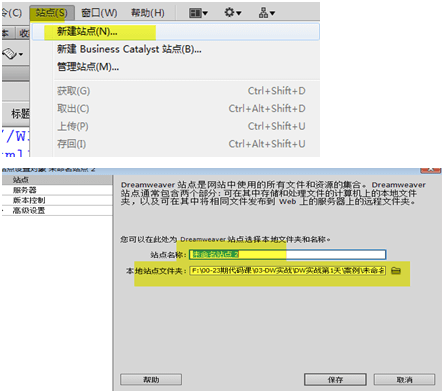 令(C) 站点(S) 窗口(W) 帮助(H)
新建站点(N)...
新建 Business Catalyst 站点(B)...
管理站点(M)...
获取(G) Ctrl+Shift+D
取出(C) Ctrl+Alt+Shift+D
上传(P) Ctrl+Shift+U
存回(I) Ctrl+Alt+Shift+U
本 收
标题
//W
站点设置对象 未命名站点 2
站点
服务器
版本控制
高级设置
Dreamweaver 站点是网站中使用的所有文件和资源的集合。Dreamweaver
站点通常包含两个部分:可在其中存储和处理文件的计算机上的本地文件
夹,以及可在其中将相同文件发布到 Web 上的服务器上的远程文件夹。
您可以在此处为 Dreamweaver 站点选择本地文件夹和名称。
站点名称: 未命名站点 2
本地站点文件夹: F:\00-23期代码课\03-DW实战\DW实战第1天\案例\未命名
帮助 保存 取消